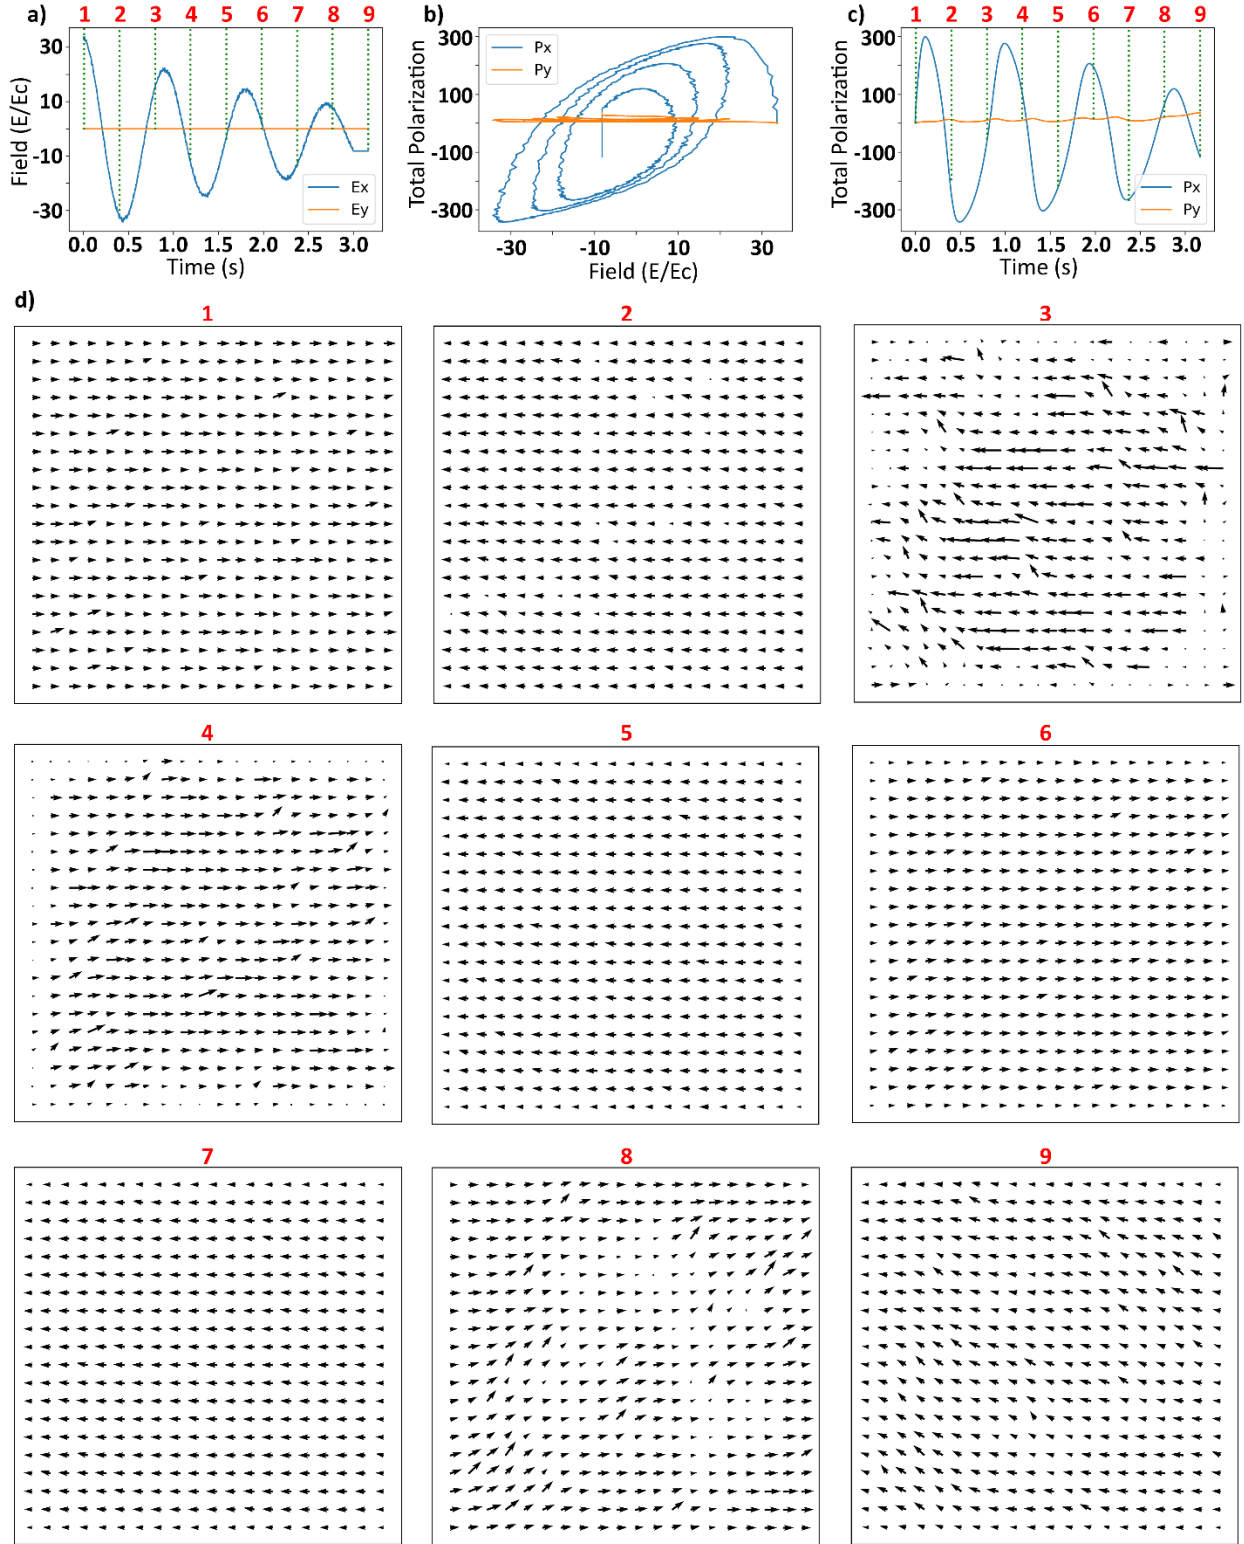 a) 1 2 3 4 5 6 7 8 9
Field (E/Ec)
30
10
-10
-30
Ex
Ey
0.0 0.5 1.0 1.5 2.0 2.5 3.0
Time (s)
b)
Total Polarization
300
100
-100
-300
Px
Py
-30 -10 10 30
Field (E/Ec)
c) 1 2 3 4 5 6 7 8 9
Total Polarization
300
100
-100
-300
Px
Py
0.0 0.5 1.0 1.5 2.0 2.5 3.0
Time (s)
d)
1 2 3
4 5 6
7 8 9